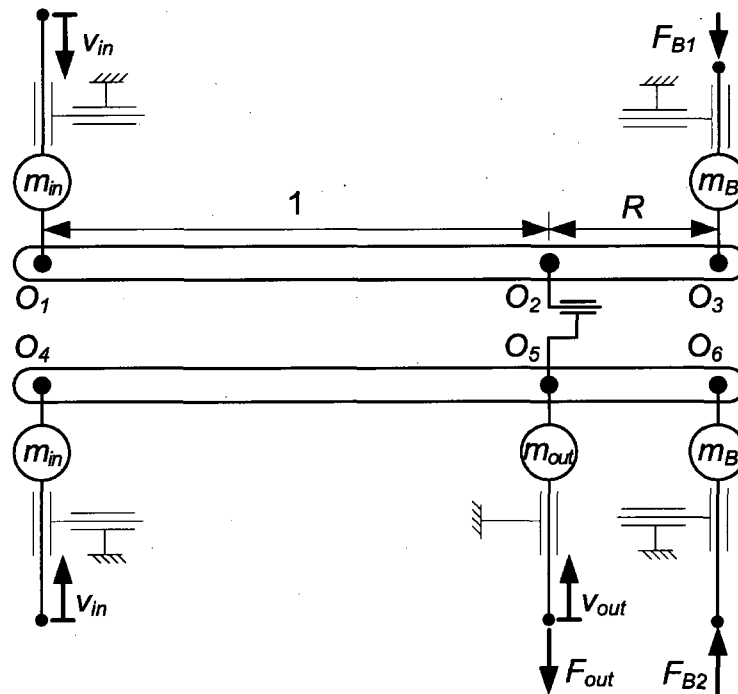 v_in F_B1
m_in m_B
1 R
O_1 O_2 O_3
O_4 O_5 O_6
m_in m_out m_B
v_in v_out
F_out F_B2